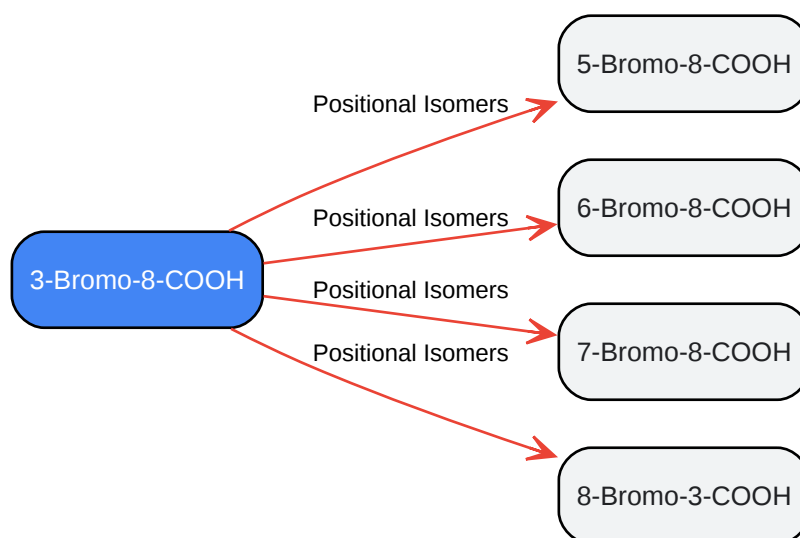 5-Bromo-8-COOH
Positional Isomers
6-Bromo-8-COOH
Positional Isomers
3-Bromo-8-COOH
Positional Isomers
7-Bromo-8-COOH
Positional Isomers
8-Bromo-3-COOH